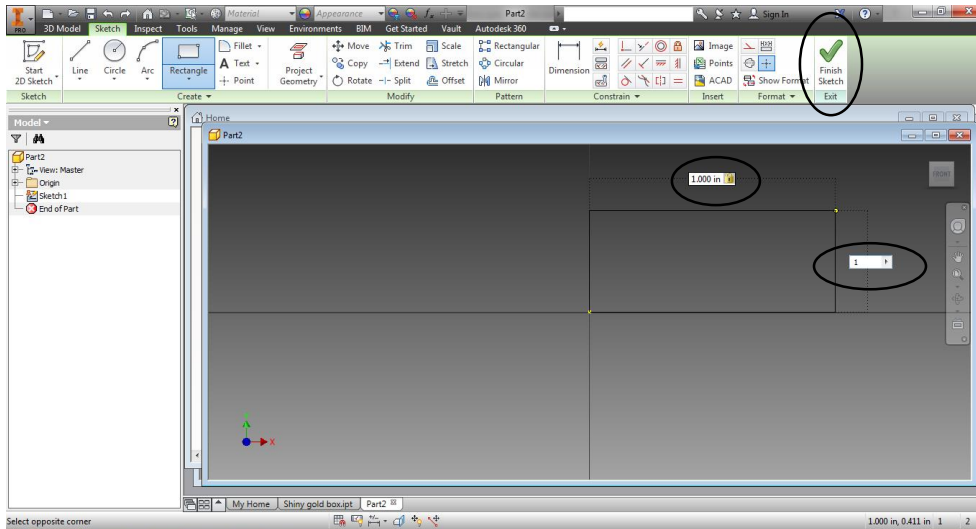 Material Appearance fx Part2 Sign In
PRO 3D Model Sketch Inspect Tools Manage View Environments BIM Get Started Vault Autodesk 360
Start
2D Sketch
Line
Circle
Arc
Rectangle
Fillet
Text
Point
Project
Geometry
Move Trim Scale
Copy Extend Stretch
Rotate Split Offset
Rectangular
Circular
Mirror
Dimension
Image
Points
ACAD
Show Format
Finish
Sketch
Sketch Create Modify Pattern Constrain Insert Format Exit
Model
Part2
View: Master
Origin
Sketch1
End of Part
Home
Part2
1.000 in
FRONT
1
Y
X
My Home Shiny gold box.ipt Part2
Select opposite corner 1.000 in, 0.411 in 1 2